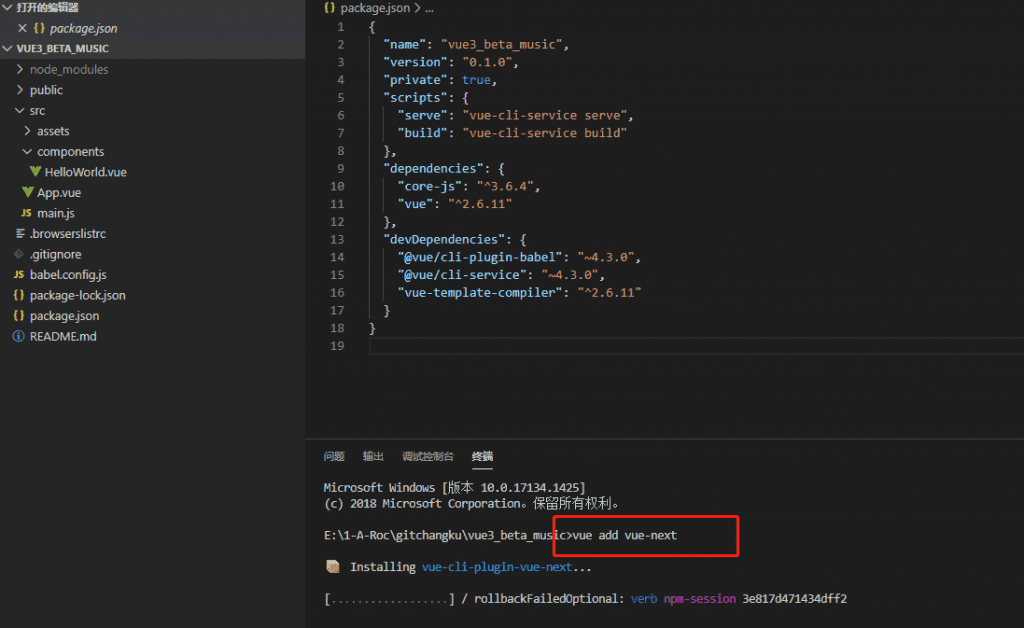 打开的编辑器
package.json
VUE3_BETA_MUSIC
node_modules
public
src
assets
components
HelloWorld.vue
App.vue
JS main.js
.browserslistrc
.gitignore
JS babel.config.js
{} package-lock.json
{} package.json
README.md
{} package.json > ...
1 {
2 "name": "vue3_beta_music",
3 "version": "0.1.0",
4 "private": true,
5 "scripts": {
6 "serve": "vue-cli-service serve",
7 "build": "vue-cli-service build"
8 },
9 "dependencies": {
10 "core-js": "^3.6.4",
11 "vue": "^2.6.11"
12 },
13 "devDependencies": {
14 "@vue/cli-plugin-babel": "~4.3.0",
15 "@vue/cli-service": "~4.3.0",
16 "vue-template-compiler": "^2.6.11"
17 }
18 }
19
问题 输出 调试控制台 终端
Microsoft Windows [版本 10.0.17134.1425]
(c) 2018 Microsoft Corporation。保留所有权利。
E:\1-A-Roc\gitchangku\vue3_beta_music>vue add vue-next
Installing vue-cli-plugin-vue-next...
[..................] / rollbackFailedOptional: verb npm-session 3e817d471434dff2